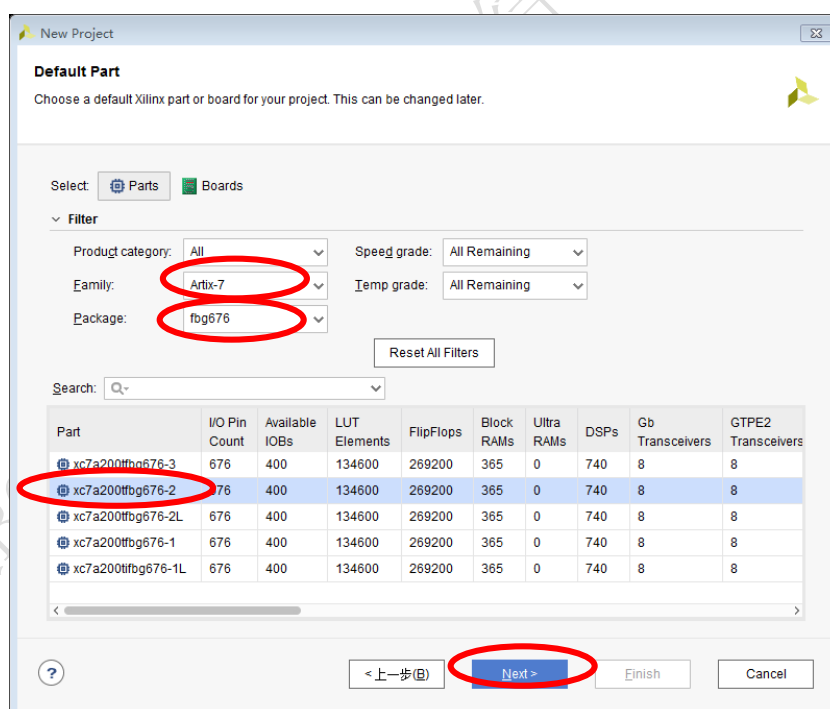 New Project
Default Part
Choose a default Xilinx part or board for your project. This can be changed later.
Select: Parts Boards
Filter
Product category: All Speed grade: All Remaining
Family: Artix-7 Temp grade: All Remaining
Package: fbg676
Reset All Filters
Search: Q-
Part I/O Pin Count Available IOBs LUT Elements FlipFlops Block RAMs Ultra RAMs DSPs Gb Transceivers GTPE2 Transceivers
xc7a200tfbg676-3 676 400 134600 269200 365 0 740 8 8
xc7a200tfbg676-2 676 400 134600 269200 365 0 740 8 8
xc7a200tfbg676-2L 676 400 134600 269200 365 0 740 8 8
xc7a200tfbg676-1 676 400 134600 269200 365 0 740 8 8
xc7a200tifbg676-1L 676 400 134600 269200 365 0 740 8 8
? <上一步(B) Next > Finish Cancel